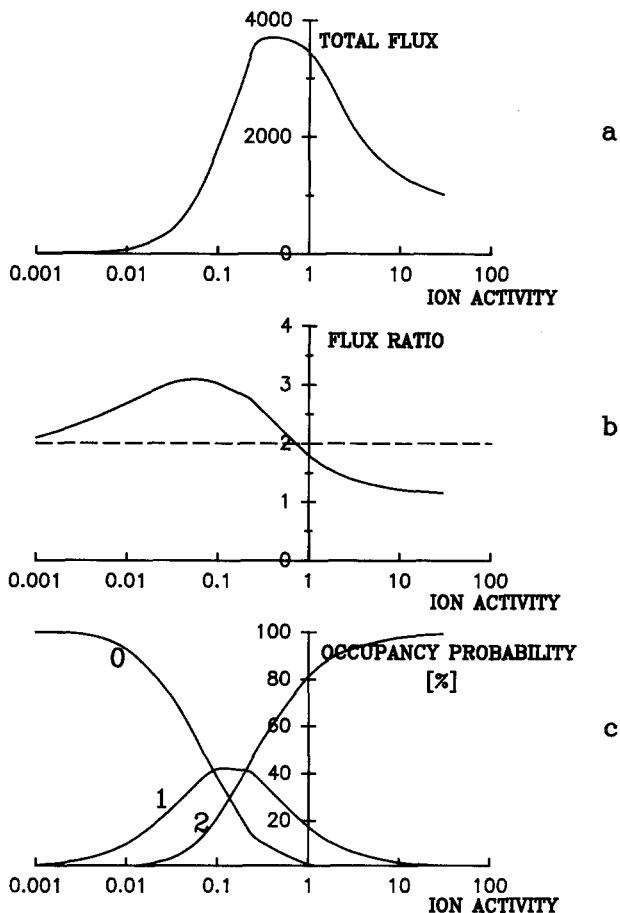 4000
TOTAL FLUX
2000
a
0
0.001 0.01 0.1 1 10 100
ION ACTIVITY
4
FLUX RATIO
3
b
2
1
0
0.001 0.01 0.1 1 10 100
ION ACTIVITY
100
0
OCCUPANCY PROBABILITY
80
[%]
60
c
40
1
2
20
0.001 0.01 0.1 1 10 100
ION ACTIVITY